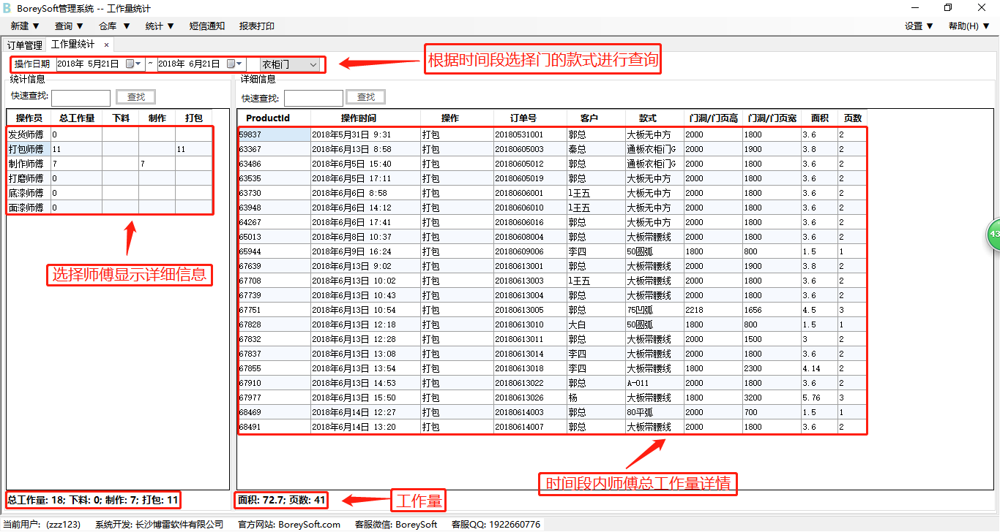 B BoreySoft管理系统 -- 工作量统计
新建 ▼ 查询 ▼ 仓库 ▼ 统计 ▼ 短信通知 报表打印 设置 ▼ 帮助(H) ▼
订单管理 工作量统计 ×
操作日期 2018年 5月21日 ~ 2018年 6月21日 衣柜门
根据时间段选择门的款式进行查询
统计信息
快速查找: 查找
操作员 总工作量 下料 制作 打包
发货师傅 0
打包师傅 11 11
制作师傅 7 7
打磨师傅 0
底漆师傅 0
面漆师傅 0
选择师傅显示详细信息
总工作量: 18; 下料: 0; 制作: 7; 打包: 11
详细信息
快速查找: 查找
ProductId 操作时间 操作 订单号 客户 款式 门洞/门页高 门洞/门页宽 面积 页数
59837 2018年5月31日 9:31 打包 20180531001 郭总 大板无中方 2000 1800 3.6 2
63367 2018年6月13日 8:58 打包 20180605003 秦总 通板衣柜门G 2000 1900 3.8 2
63486 2018年6月5日 15:40 打包 20180605012 郭总 通板衣柜门G 2000 1800 3.6 2
63535 2018年6月5日 17:11 打包 20180605019 郭总 大板无中方 2000 1800 3.6 2
63730 2018年6月6日 8:58 打包 20180606001 l王五 大板无中方 2000 1800 3.6 2
63948 2018年6月6日 14:12 打包 20180606010 l王五 大板无中方 2000 1800 3.6 2
64267 2018年6月6日 17:41 打包 20180606016 郭总 大板无中方 2000 1800 3.6 2
65013 2018年6月8日 10:37 打包 20180608004 郭总 大板带腰线 2000 1800 3.6 2
65944 2018年6月9日 16:24 打包 20180609006 李四 50圆弧 1800 800 1.5 1
67639 2018年6月13日 9:02 打包 20180613001 郭总 大板带腰线 2000 1900 3.8 2
67708 2018年6月13日 10:02 打包 20180613003 l王五 大板带腰线 2000 1800 3.6 2
67739 2018年6月13日 10:43 打包 20180613004 郭总 大板带腰线 2000 1800 3.6 2
67751 2018年6月13日 10:54 打包 20180613005 郭总 75凹弧 2218 1656 4.5 3
67828 2018年6月13日 12:18 打包 20180613010 大白 50圆弧 1800 800 1.5 1
67832 2018年6月13日 12:28 打包 20180613011 郭总 大板带腰线 2000 1500 3 2
67837 2018年6月13日 13:08 打包 20180613014 李四 大板带腰线 2000 1800 3.6 2
67855 2018年6月13日 13:54 打包 20180613018 李四 大板带腰线 1800 2300 4.14 2
67910 2018年6月13日 14:53 打包 20180613022 郭总 A-011 2000 1800 3.6 2
67977 2018年6月13日 15:50 打包 20180613026 杨 大板带腰线 1800 3200 5.76 3
68469 2018年6月14日 12:27 打包 20180614003 郭总 80平弧 2000 700 1.5 1
68491 2018年6月14日 13:20 打包 20180614007 郭总 大板带腰线 2000 1800 3.6 2
时间段内师傅总工作量详情
面积: 72.7; 页数: 41
工作量
43
当前用户: (zzz123) 系统开发: 长沙博雷软件有限公司 官方网站: BoreySoft.com 客服微信: BoreySoft 客服QQ: 1922660776